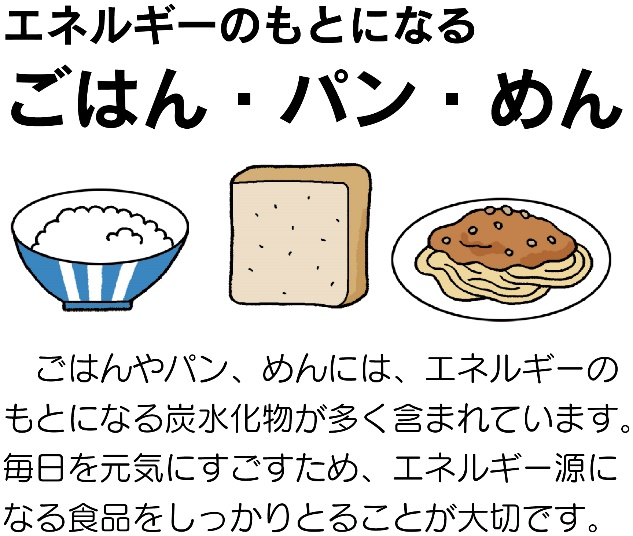 エネルギーのもとになる
ごはん・パン・めん
　ごはんやパン、めんには、エネルギーの
もとになる炭水化物が多く含まれています。
毎日を元気にすごすため、エネルギー源に
なる食品をしっかりとることが大切です。